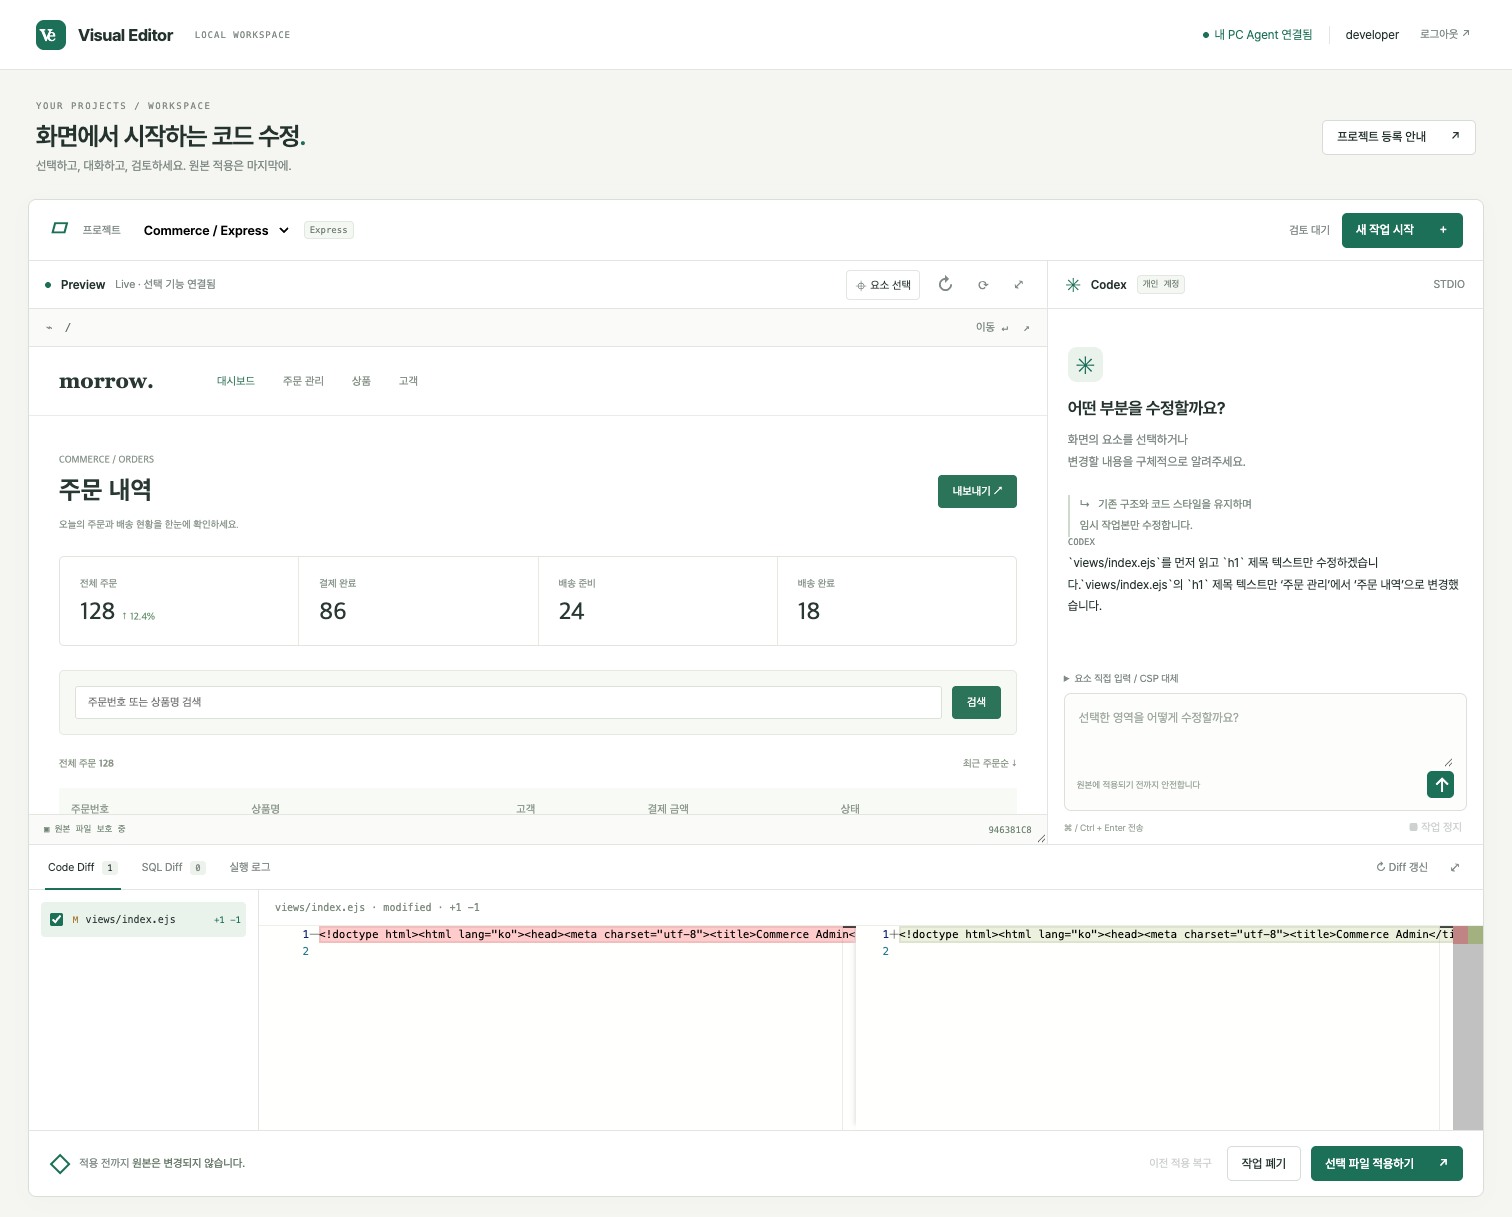 Ve Visual Editor LOCAL WORKSPACE
내 PC Agent 연결됨 developer 로그아웃 ↗
YOUR PROJECTS / WORKSPACE
화면에서 시작하는 코드 수정.
선택하고, 대화하고, 검토하세요. 원본 적용은 마지막에.
프로젝트 등록 안내 ↗
프로젝트 Commerce / Express Express
검토 대기 새 작업 시작 +
Preview Live · 선택 기능 연결됨
요소 선택
/
이동 ↵ ↗
morrow. 대시보드 주문 관리 상품 고객
COMMERCE / ORDERS
주문 내역
내보내기 ↗
오늘의 주문과 배송 현황을 한눈에 확인하세요.
전체 주문 결제 완료 배송 준비 배송 완료
128 ↑ 12.4% 86 24 18
주문번호 또는 상품명 검색 검색
전체 주문 128 최근 주문순 ↓
주문번호 상품명 고객 결제 금액 상태
원본 파일 보호 중 946381C8
Codex 개인 계정 STDIO
어떤 부분을 수정할까요?
화면의 요소를 선택하거나
변경할 내용을 구체적으로 알려주세요.
↳ 기존 구조와 코드 스타일을 유지하며
임시 작업본만 수정합니다.
CODEX
`views/index.ejs`를 먼저 읽고 `h1` 제목 텍스트만 수정하겠습니
다.`views/index.ejs`의 `h1` 제목 텍스트만 ‘주문 관리’에서 ‘주문 내역’으로 변경했
습니다.
▶ 요소 직접 입력 / CSP 대체
선택한 영역을 어떻게 수정할까요?
원본에 적용되기 전까지 안전합니다
⌘ / Ctrl + Enter 전송 작업 정지
Code Diff 1 SQL Diff 0 실행 로그
↻ Diff 갱신
M views/index.ejs +1 −1
views/index.ejs · modified · +1 −1
1 <!doctype html><html lang="ko"><head><meta charset="utf-8"><title>Commerce Admin<
2
1 <!doctype html><html lang="ko"><head><meta charset="utf-8"><title>Commerce Admin</ti
2
적용 전까지 원본은 변경되지 않습니다.
이전 적용 복구 작업 폐기 선택 파일 적용하기 ↗